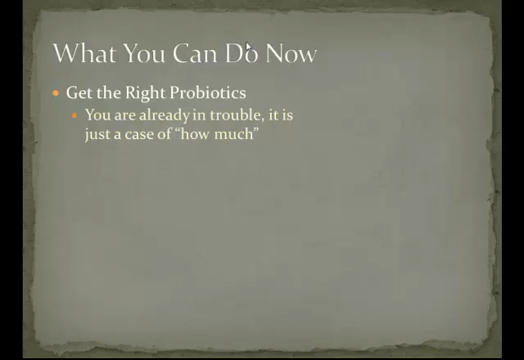 What You Can Do Now
Get the Right Probiotics
You are already in trouble, it is
just a case of “how much”